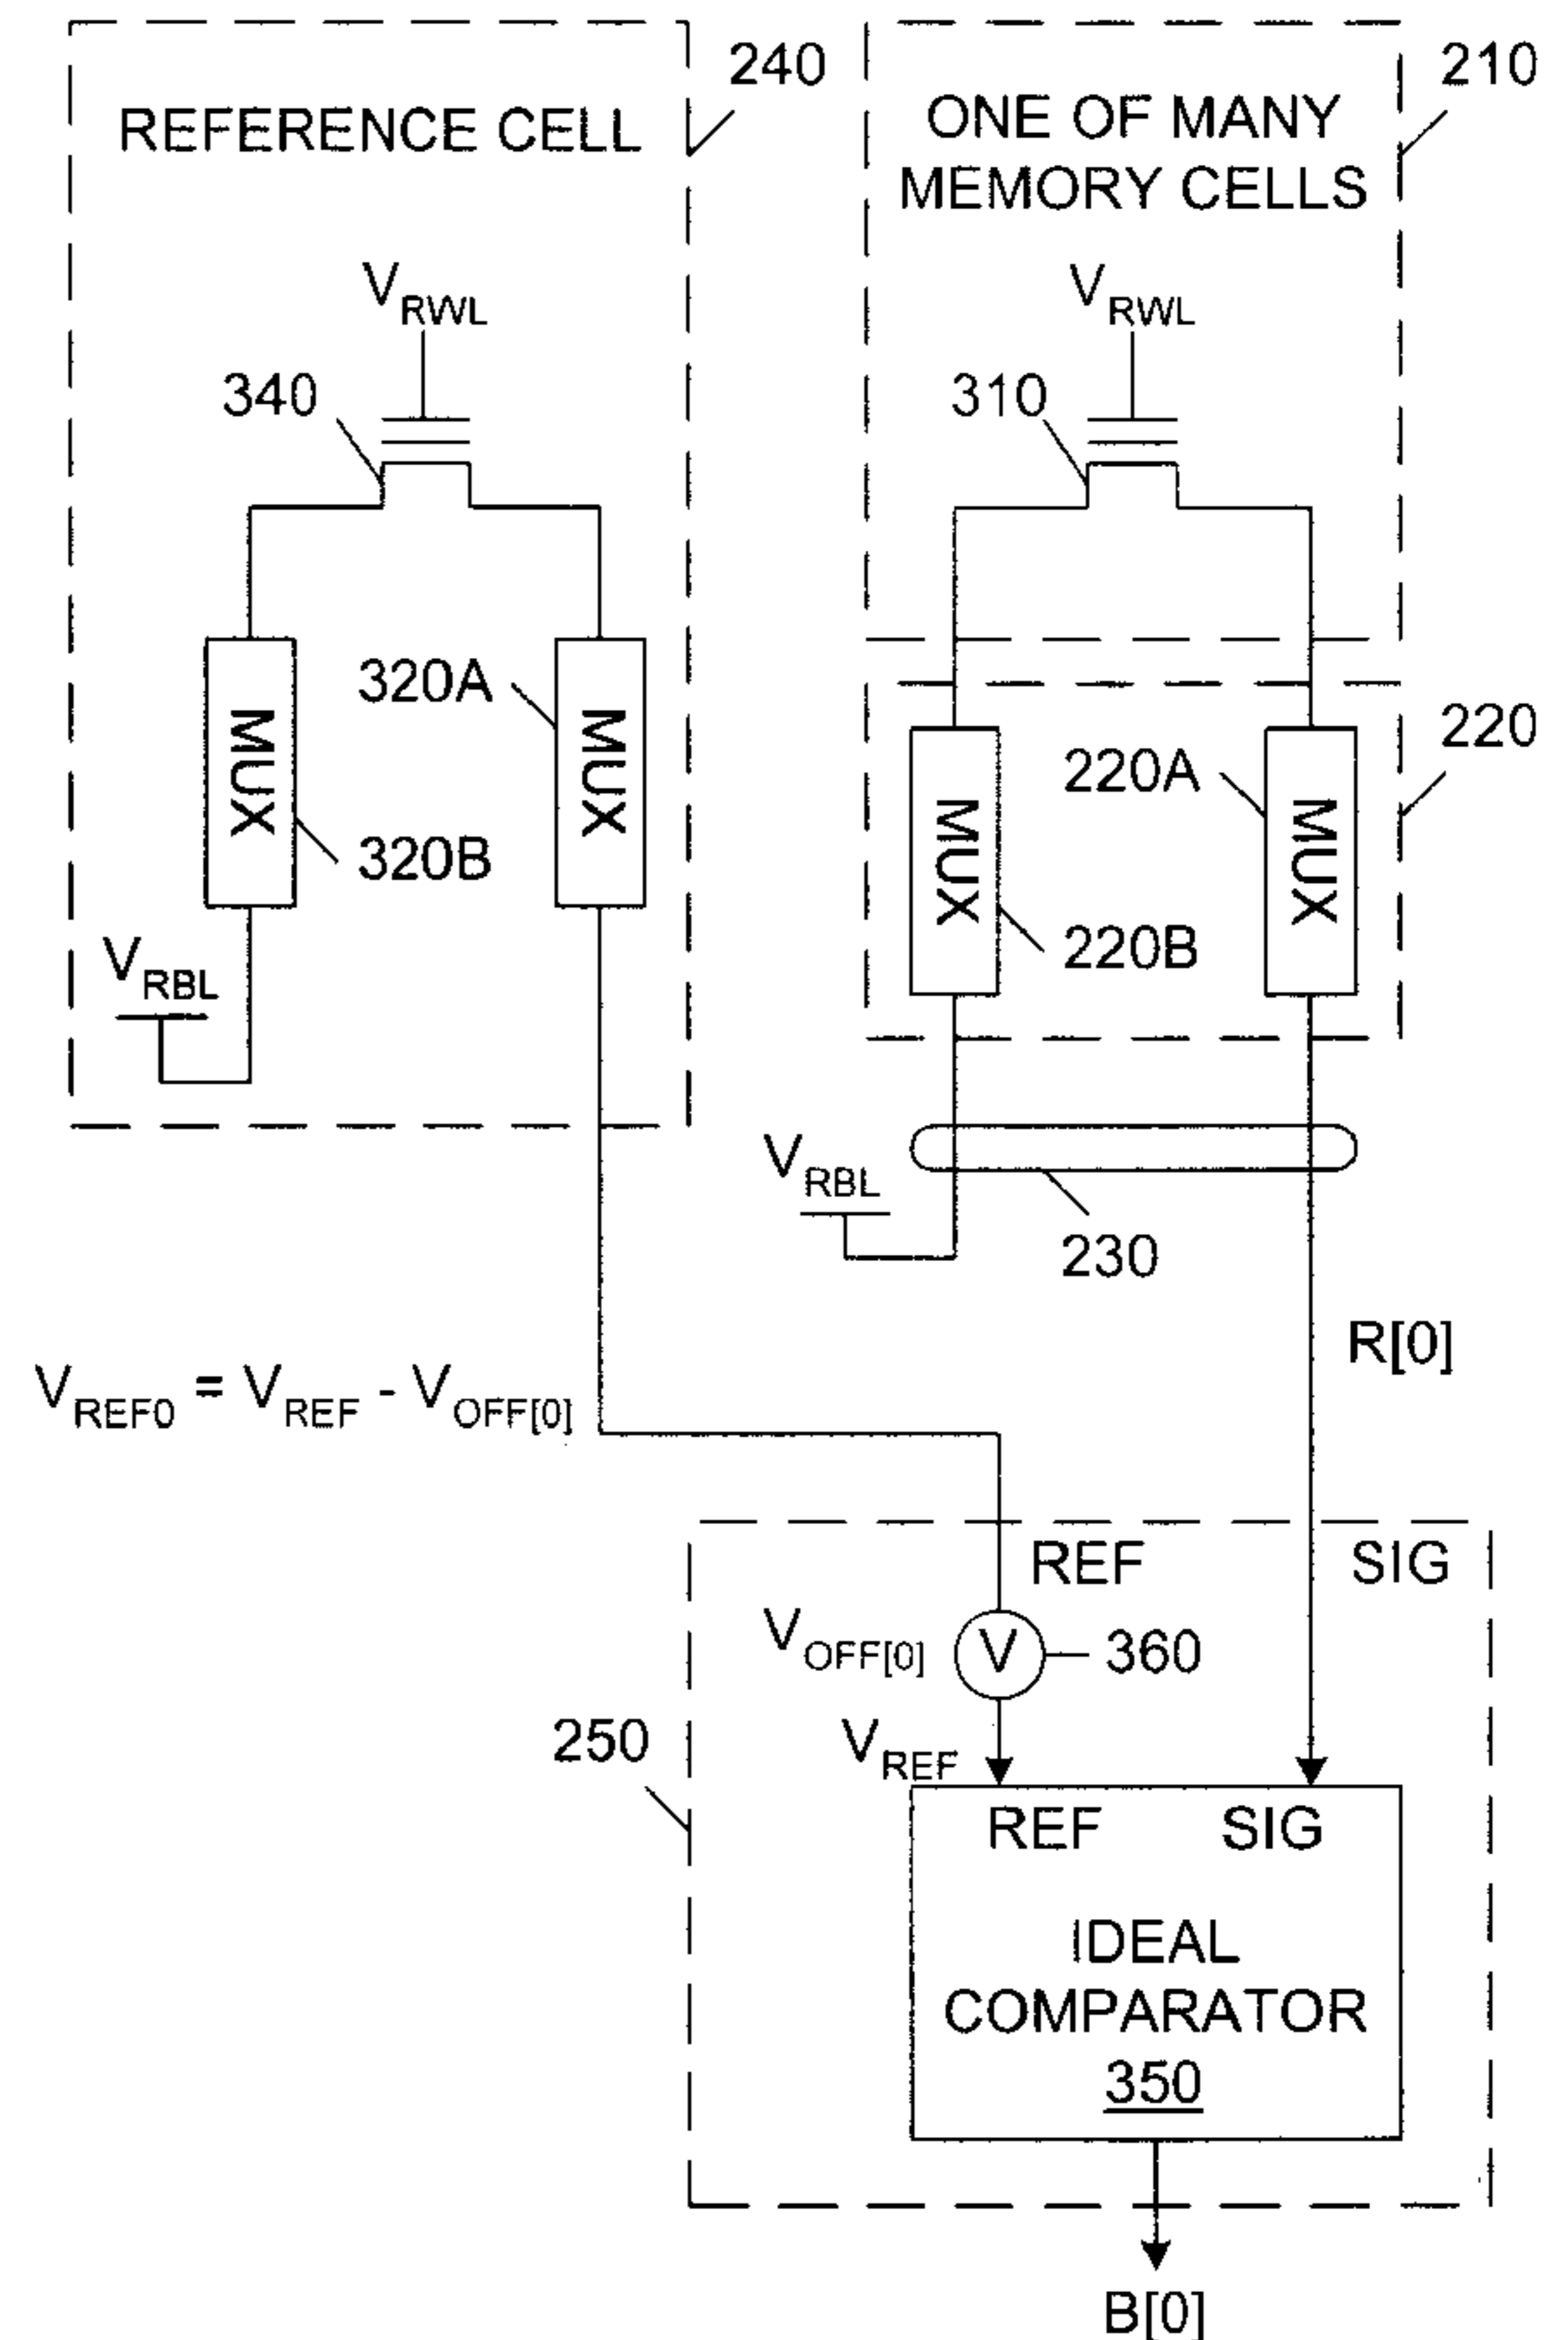 240
210
REFERENCE CELL
ONE OF MANY
MEMORY CELLS
V_RWL
V_RWL
340
310
320A
MUX
MUX
320B
220
220A
MUX
MUX
220B
V_RBL
V_RBL
230
R[0]
V_REF0 = V_REF - V_OFF[0]
REF
SIG
V_OFF[0]
V
360
250
V_REF
REF
SIG
IDEAL
COMPARATOR
350
B[0]